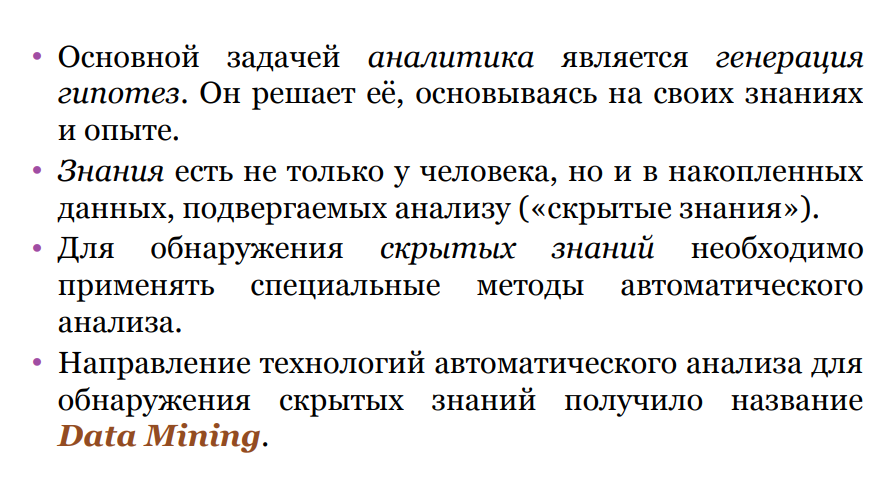 • Основной задачей аналитика является генерация
гипотез. Он решает её, основываясь на своих знаниях
и опыте.
• Знания есть не только у человека, но и в накопленных
данных, подвергаемых анализу («скрытые знания»).
• Для обнаружения скрытых знаний необходимо
применять специальные методы автоматического
анализа.
• Направление технологий автоматического анализа для
обнаружения скрытых знаний получило название
Data Mining.